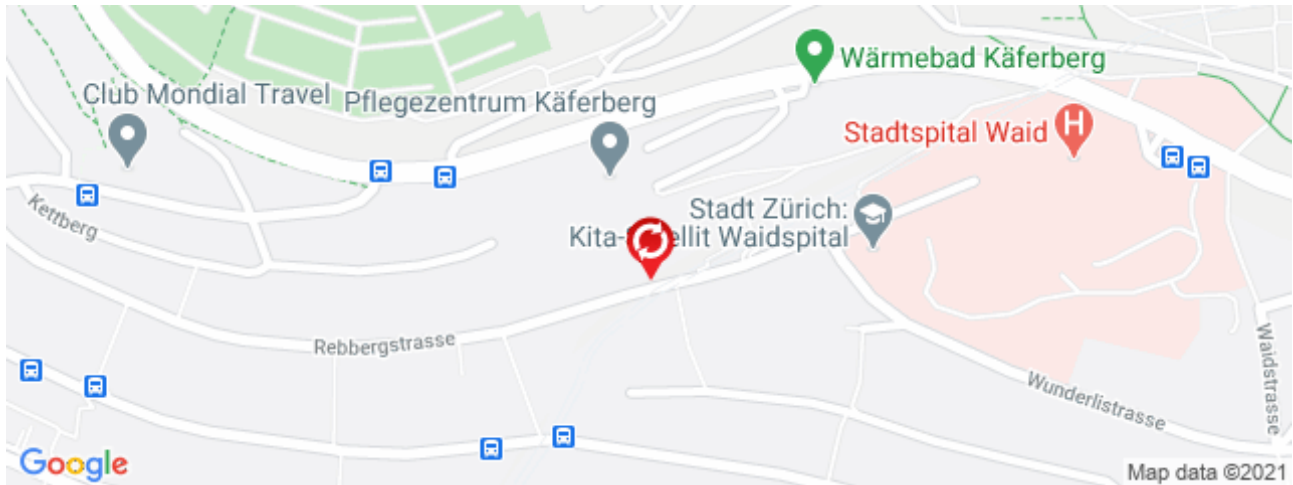 Wärmebad Käferberg
Club Mondial Travel
Pflegezentrum Käferberg
Stadtspital Waid
H
Stadt Zürich:
Kettberg
Waidspital
Rebbergstrasse
Waidstrasse
Wunderlistrasse
Google
Map data ©2021